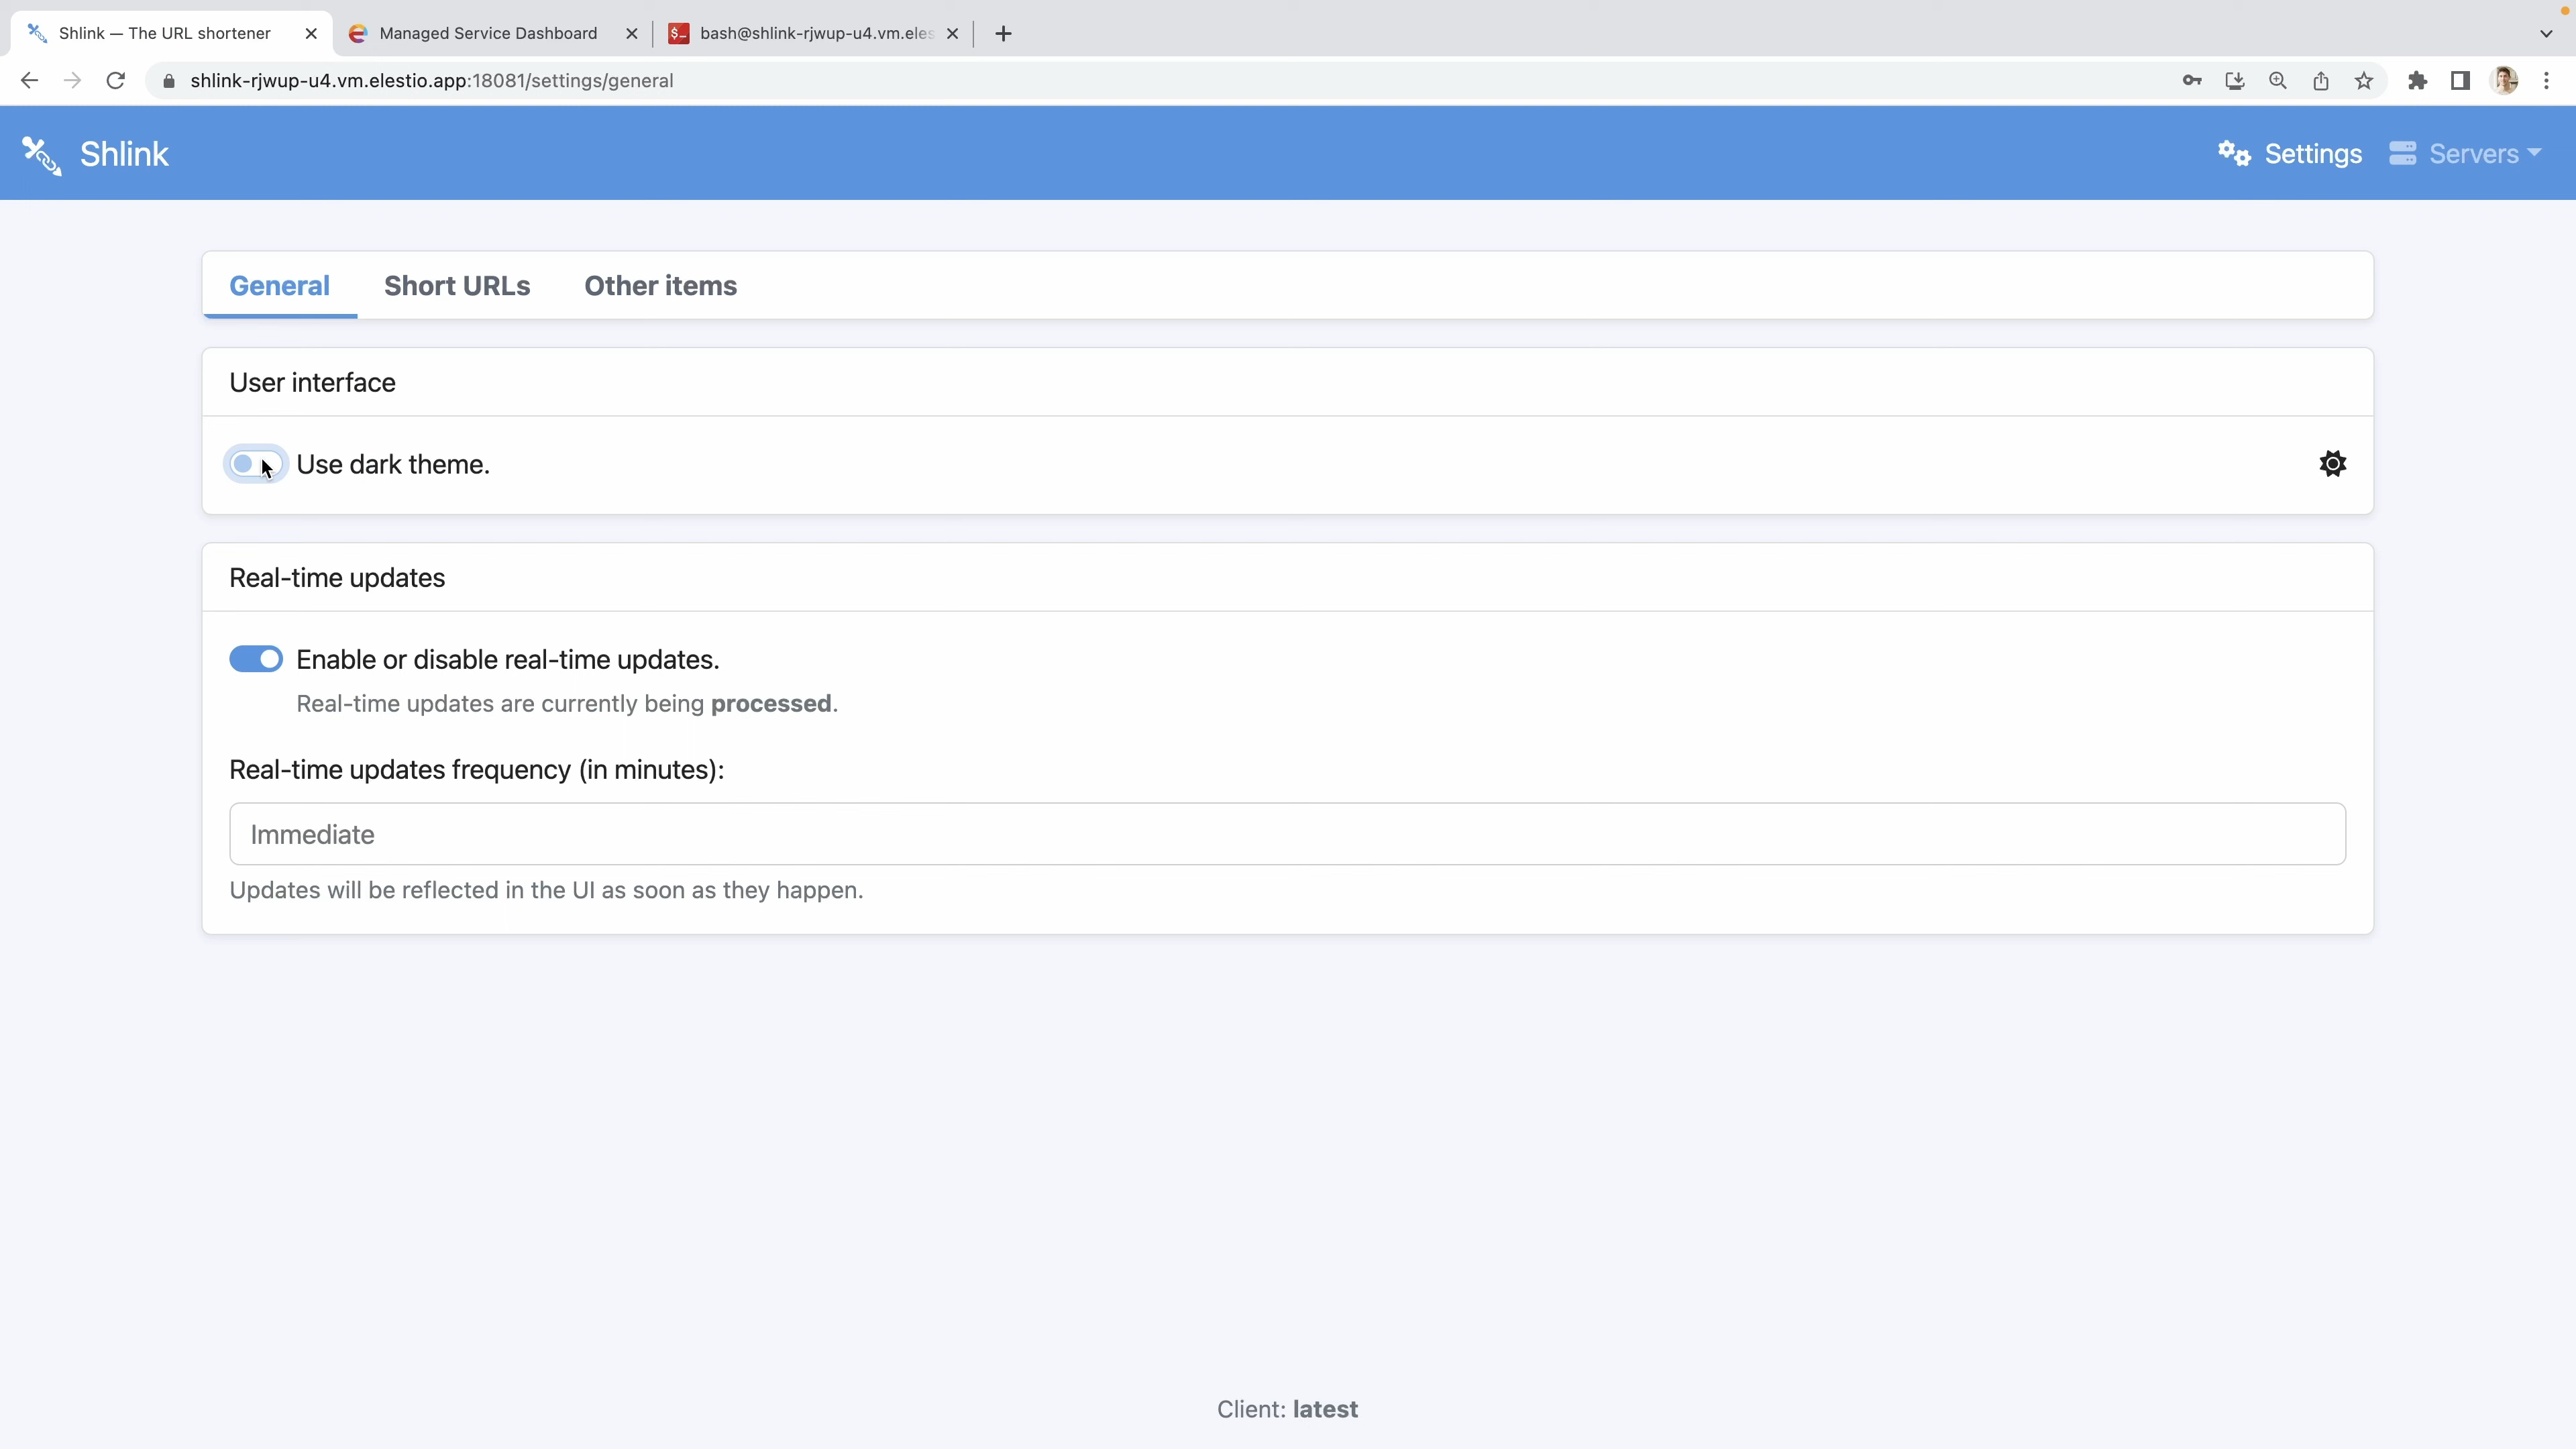 Shlink — The URL shortener
Managed Service Dashboard
bash@shlink-rjwup-u4.vm.eles
shlink-rjwup-u4.vm.elestio.app:18081/settings/general
Shlink
Settings
Servers
General
Short URLs
Other items
User interface
Use dark theme.
Real-time updates
Enable or disable real-time updates.
Real-time updates are currently being processed.
Real-time updates frequency (in minutes):
Immediate
Updates will be reflected in the UI as soon as they happen.
Client: latest